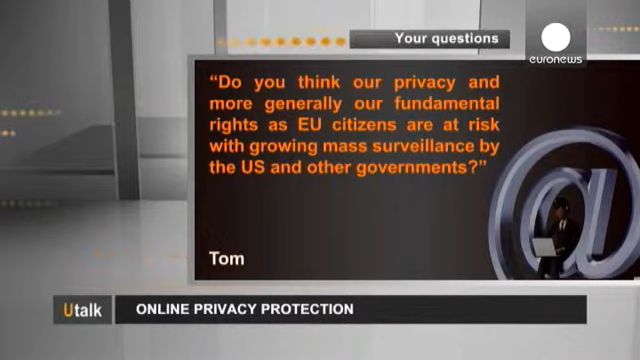 Your questions
euronews
“Do you think our privacy and
more generally our fundamental
rights as EU citizens are at risk
with growing mass surveillance by
the US and other governments?”
Tom
Utalk
ONLINE PRIVACY PROTECTION